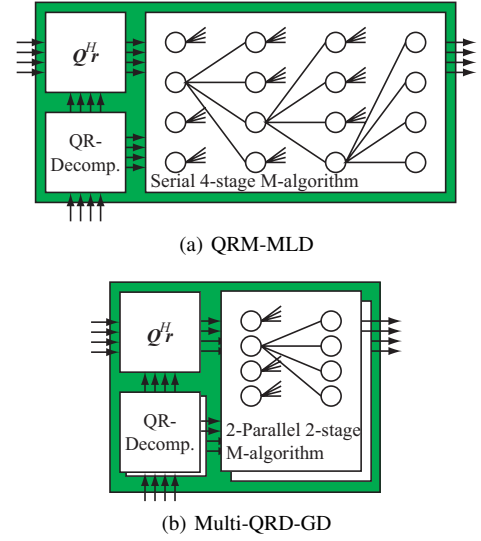 Q^H r
QR-
Decomp.
Serial 4-stage M-algorithm
(a) QRM-MLD
Q^H r
QR-
Decomp.
2-Parallel 2-stage
M-algorithm
(b) Multi-QRD-GD